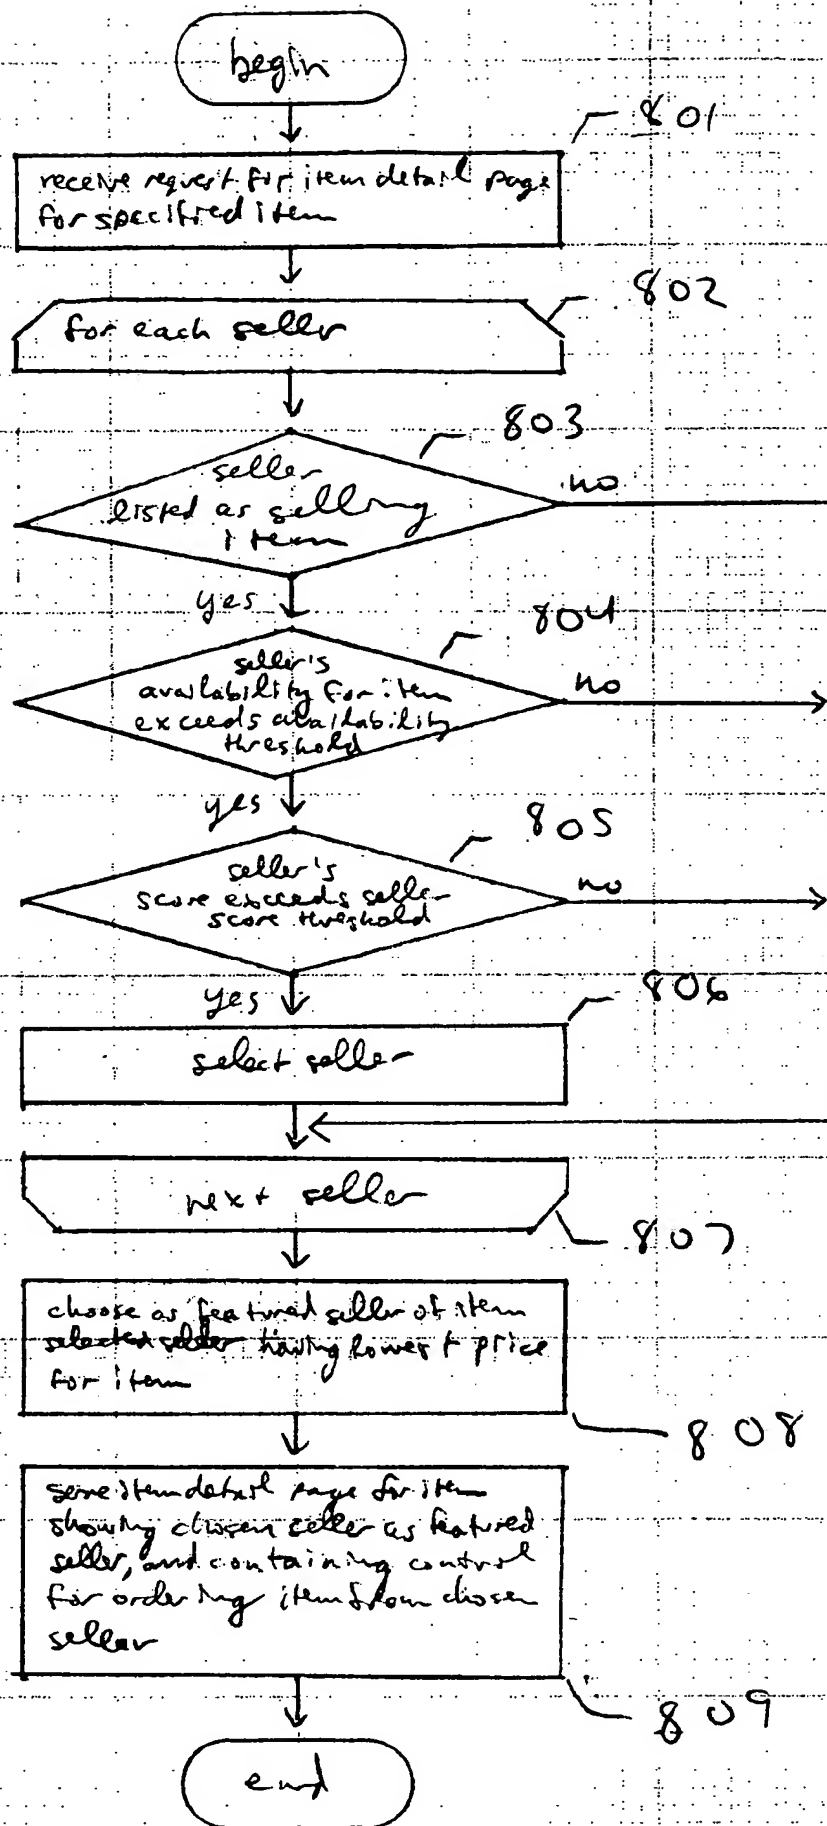 begin
801
receive request for item detail page
for specified item
802
for each seller
803
seller
listed as selling
item
no
yes
804
seller's
availability for item
exceeds availability
threshold
no
yes
805
seller's
score exceeds seller
score threshold
no
yes
806
select seller
next seller
807
choose as featured seller of item
selected seller having lowest price
for item
808
serve item detail page for item
showing chosen seller as featured
seller, and containing control
for ordering item from chosen
seller
809
end